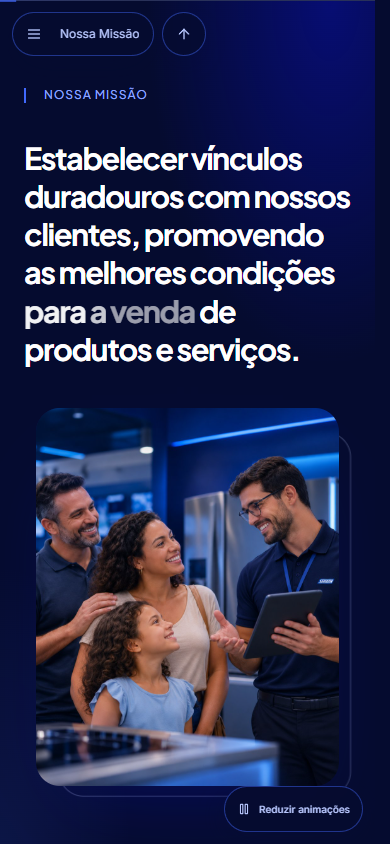 Nossa Missão
NOSSA MISSÃO
Estabelecer vínculos
duradouros com nossos
clientes, promovendo
as melhores condições
para a venda de
produtos e serviços.
Reduzir animações